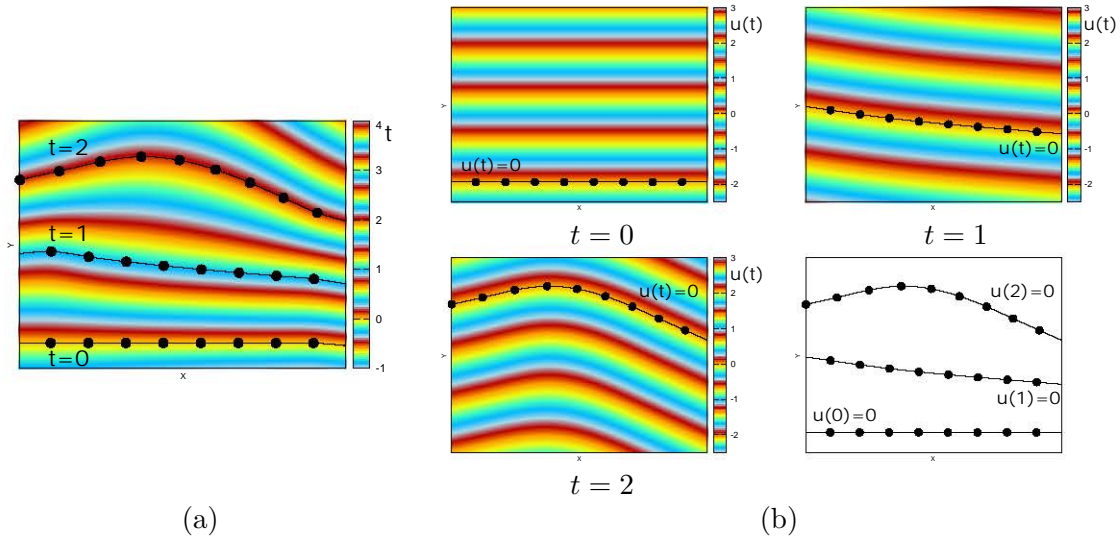 t=2
t=1
t=0
Y
X
4
t
3
2
1
0
-1
(a)
u(t)=0
Y
X
3
u(t)
2
1
0
-1
-2
t = 0
u(t)=0
Y
X
3
u(t)
2
1
0
-1
-2
t = 1
u(t)=0
Y
X
3
u(t)
2
1
0
-1
-2
t = 2
u(2)=0
u(1)=0
u(0)=0
Y
X
(b)